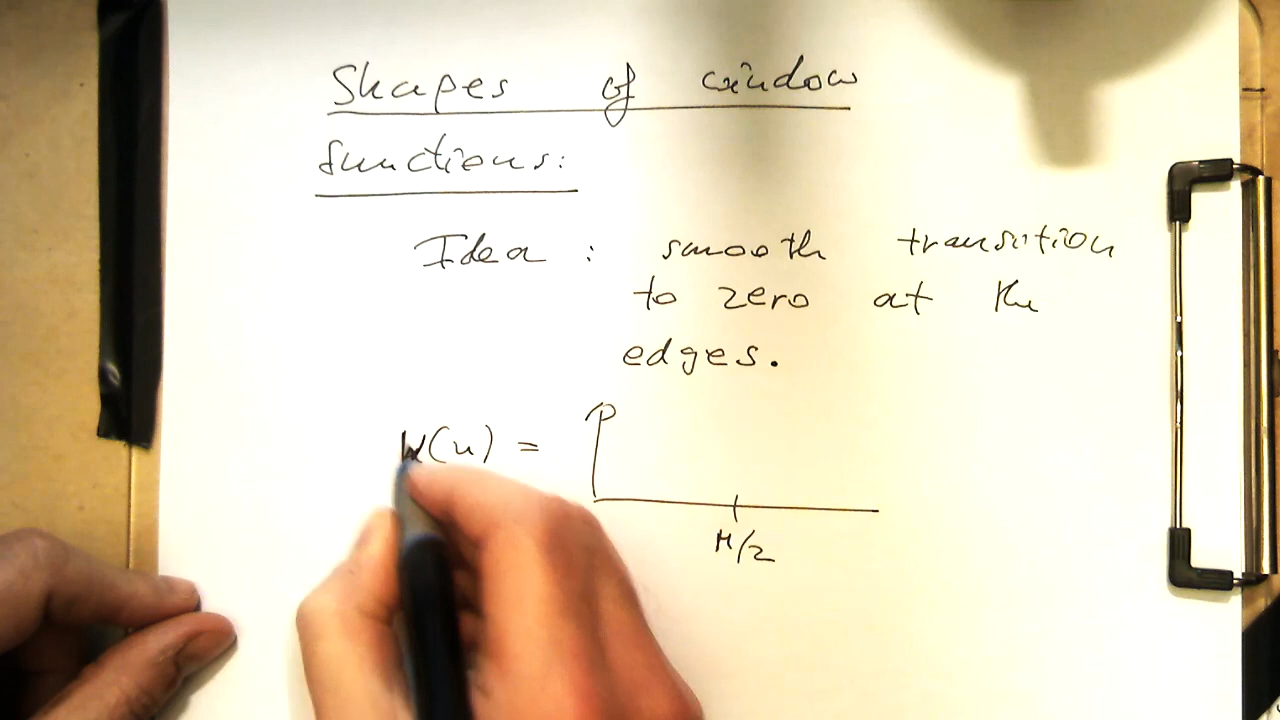 Shapes of window
functions:
Idea : smooth transition
to zero at the
edges.
W(n) =
M/2